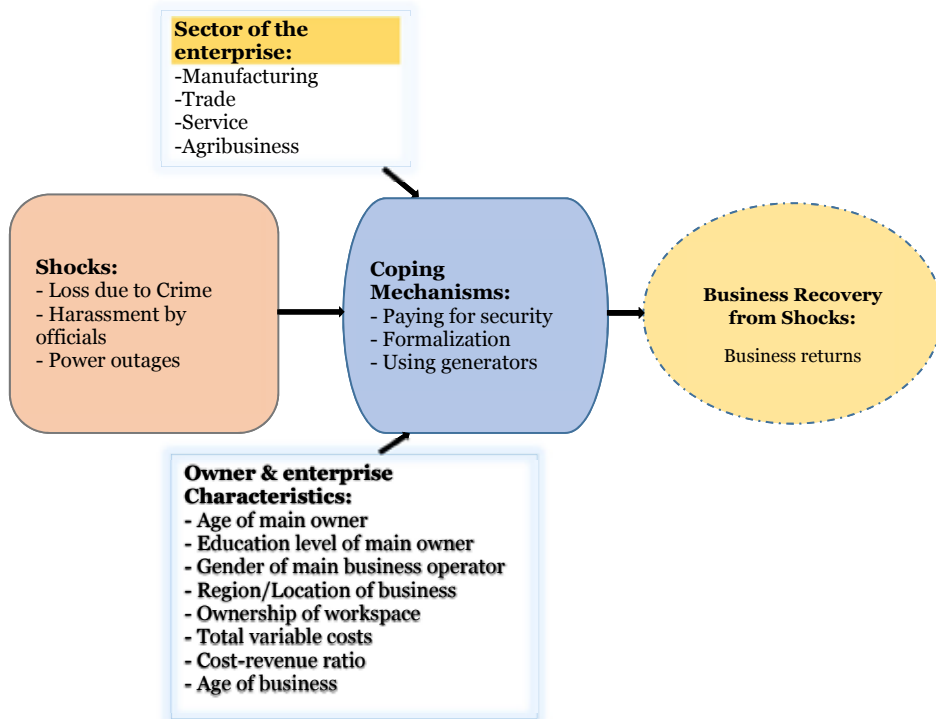 Sector of the
enterprise:
-Manufacturing
-Trade
-Service
-Agribusiness
Shocks:
- Loss due to Crime
- Harassment by
officials
- Power outages
Coping
Mechanisms:
- Paying for security
- Formalization
- Using generators
Business Recovery
from Shocks:
Business returns
Owner & enterprise
Characteristics:
- Age of main owner
- Education level of main owner
- Gender of main business operator
- Region/Location of business
- Ownership of workspace
- Total variable costs
- Cost-revenue ratio
- Age of business